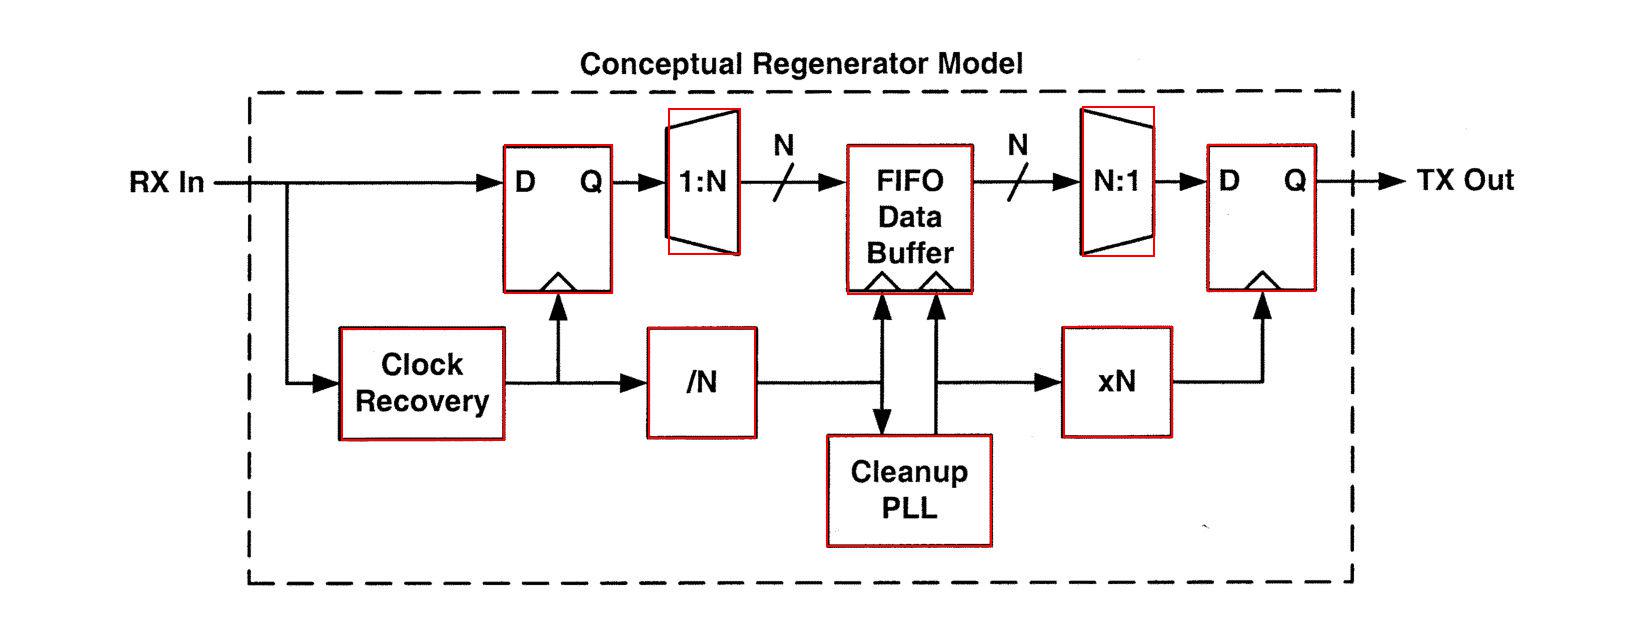 Conceptual Regenerator Model
RX In
D Q
1:N
N
FIFO
Data
Buffer
N
N:1
D Q
TX Out
Clock
Recovery
/N
xN
Cleanup
PLL